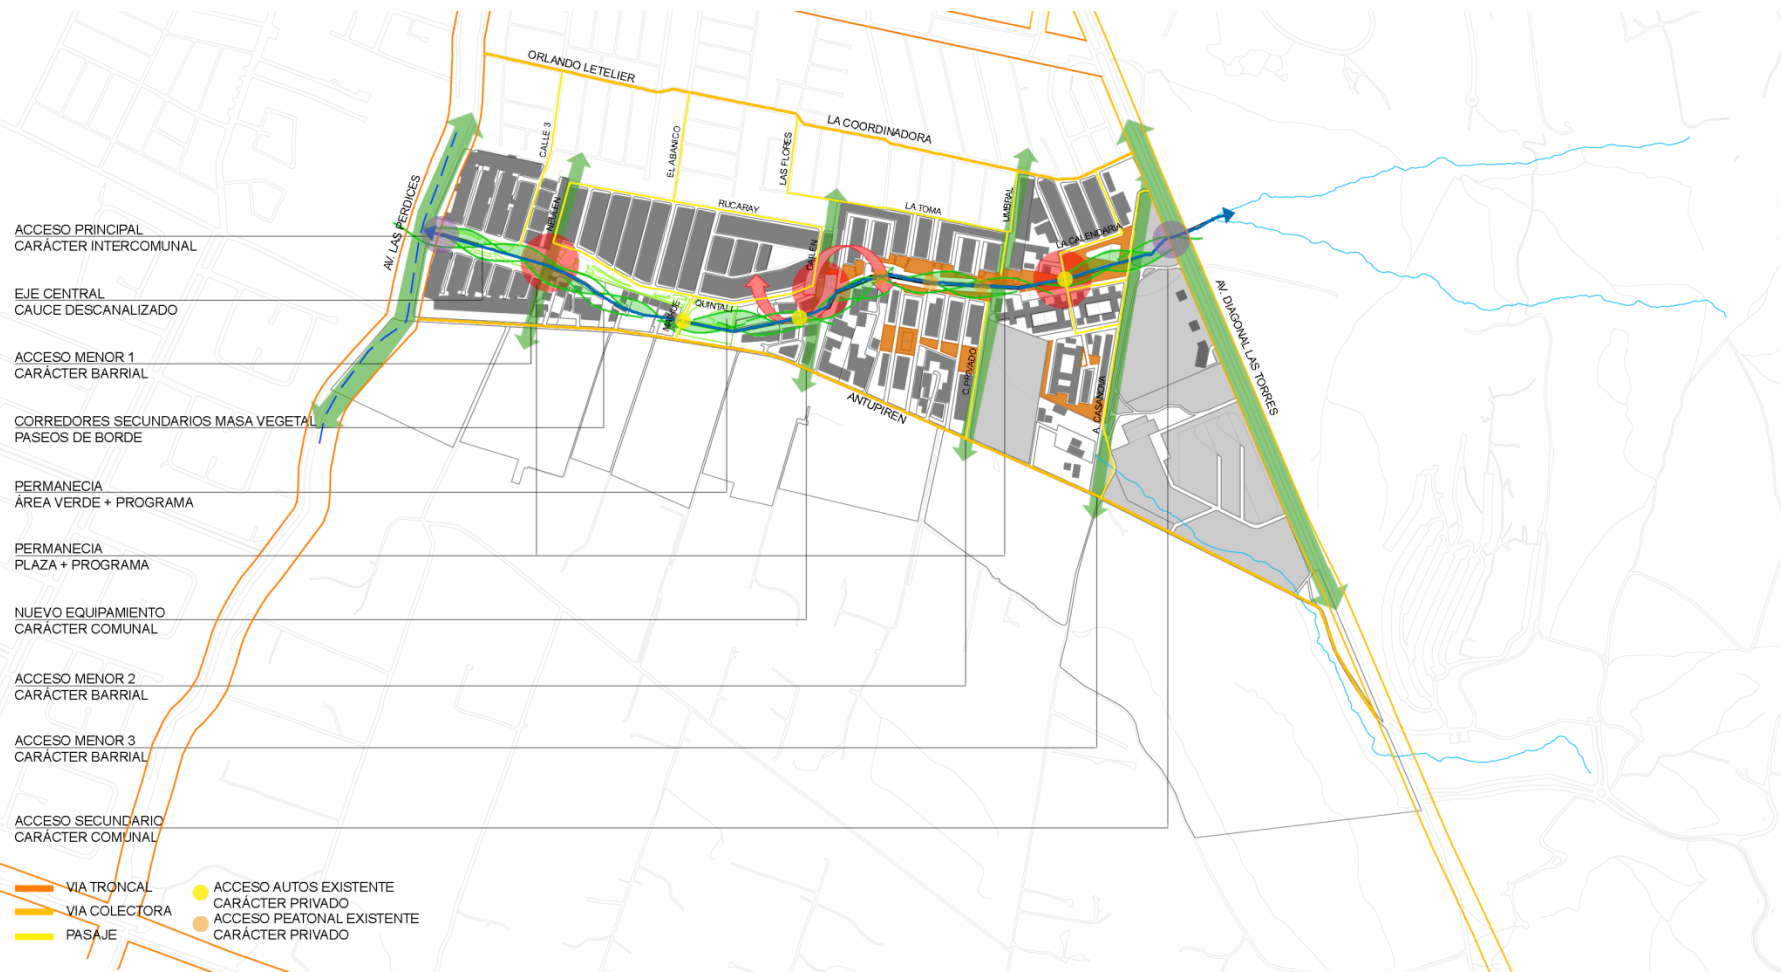 ORLANDO LETELIER
LA COORDINADORA
CALLE 3
EL ABANICO
LAS FLORES
AV. LAS PERDICES
NEULEN
RUCARAY
LA TOMA
UMBRAL
LA CALENDARIA
CALLEN
QUINTALI
AV. DIAGONAL LAS TORRES
C. PRIVADO
A. CASANOVA
ANTUPIREN
ACCESO PRINCIPAL
CARÁCTER INTERCOMUNAL
EJE CENTRAL
CAUCE DESCANALIZADO
ACCESO MENOR 1
CARÁCTER BARRIAL
CORREDORES SECUNDARIOS MASA VEGETAL
PASEOS DE BORDE
PERMANECIA
ÁREA VERDE + PROGRAMA
PERMANECIA
PLAZA + PROGRAMA
NUEVO EQUIPAMIENTO
CARÁCTER COMUNAL
ACCESO MENOR 2
CARÁCTER BARRIAL
ACCESO MENOR 3
CARÁCTER BARRIAL
ACCESO SECUNDARIO
CARÁCTER COMUNAL
VIA TRONCAL
VIA COLECTORA
PASAJE
ACCESO AUTOS EXISTENTE
CARÁCTER PRIVADO
ACCESO PEATONAL EXISTENTE
CARÁCTER PRIVADO